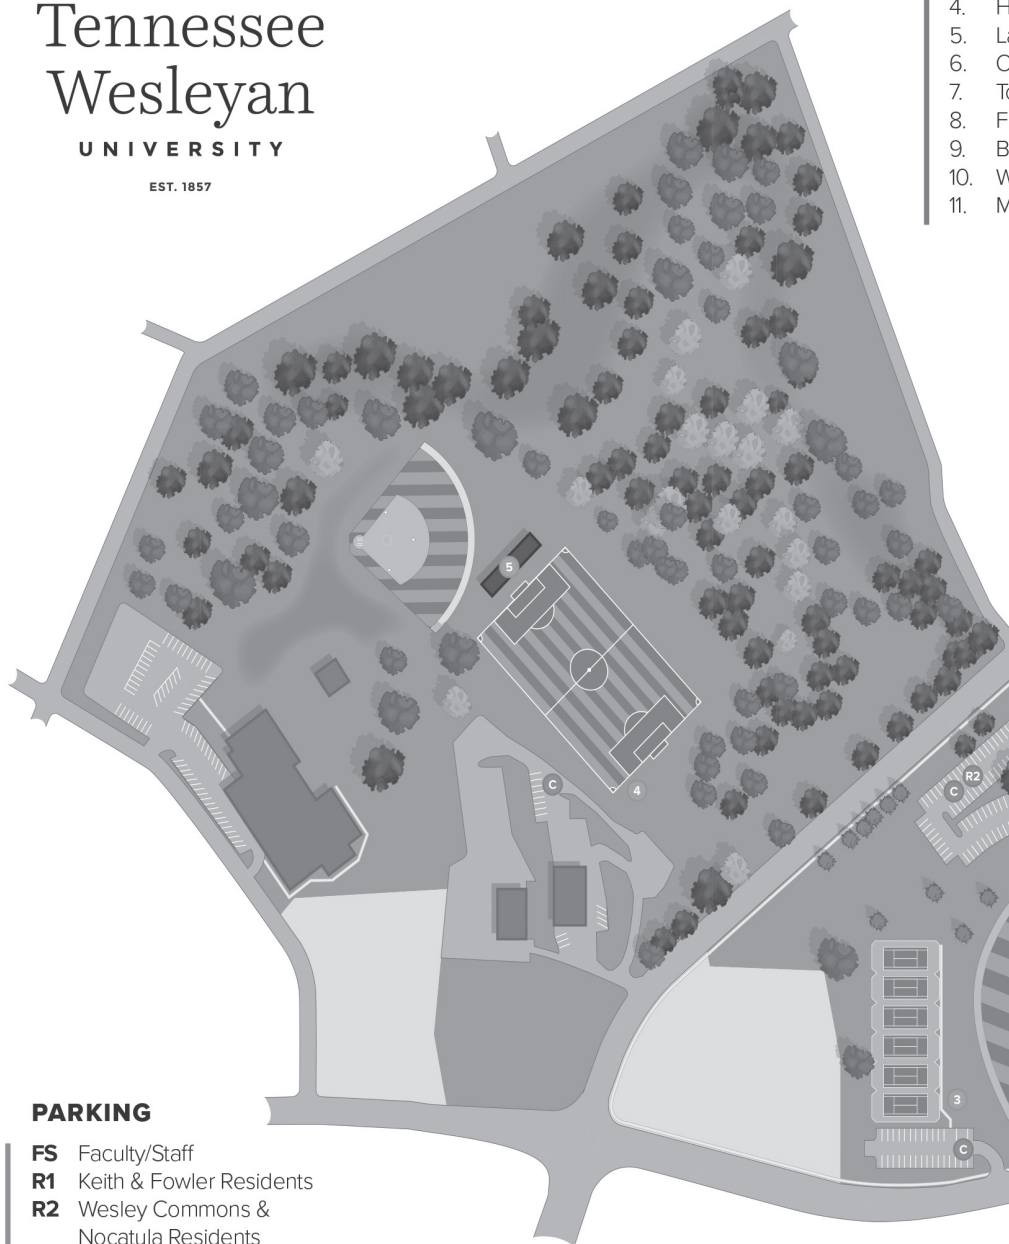 Tennessee
Wesleyan
UNIVERSITY
EST. 1857
4.
5.
6.
7.
8.
9.
10.
11.
5
4
C
R2
C
3
C
PARKING
FS Faculty/Staff
R1 Keith & Fowler Residents
R2 Wesley Commons &
Nocatula Residents